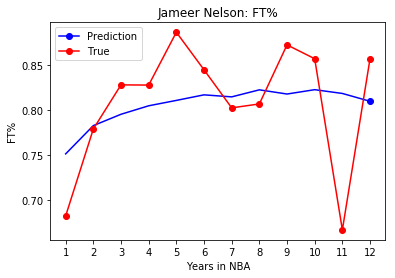 Jameer Nelson: FT%
Prediction
True
FT%
0.85
0.80
0.75
0.70
1 2 3 4 5 6 7 8 9 10 11 12
Years in NBA